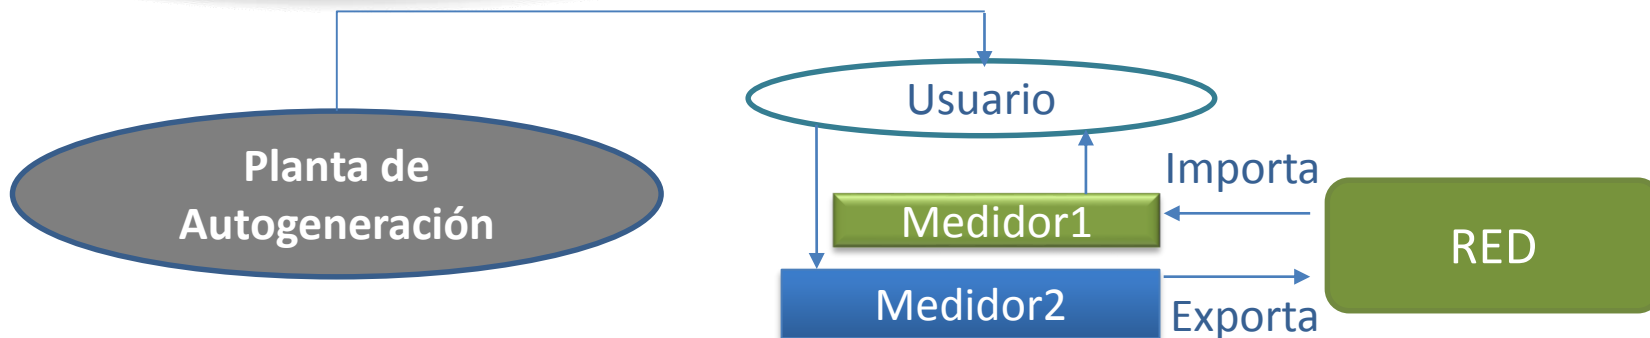 Usuario
Planta de
Autogeneración
Importa
Medidor1
RED
Medidor2
Exporta